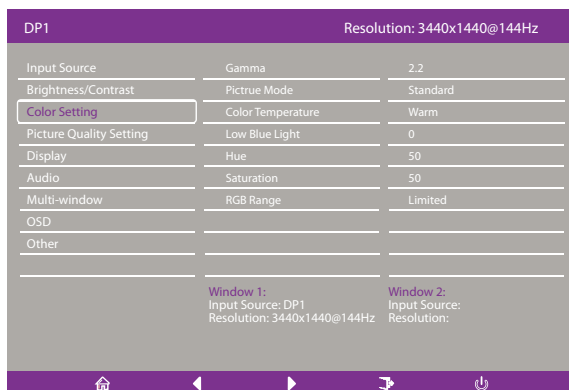 DP1 Resolution: 3440x1440@144Hz
Input Source Gamma 2.2
Brightness/Contrast Pictrue Mode Standard
Color Setting Color Temperature Warm
Picture Quality Setting Low Blue Light 0
Display Hue 50
Audio Saturation 50
Multi-window RGB Range Limited
OSD
Other
Window 1: Window 2:
Input Source: DP1 Input Source:
Resolution: 3440x1440@144Hz Resolution: